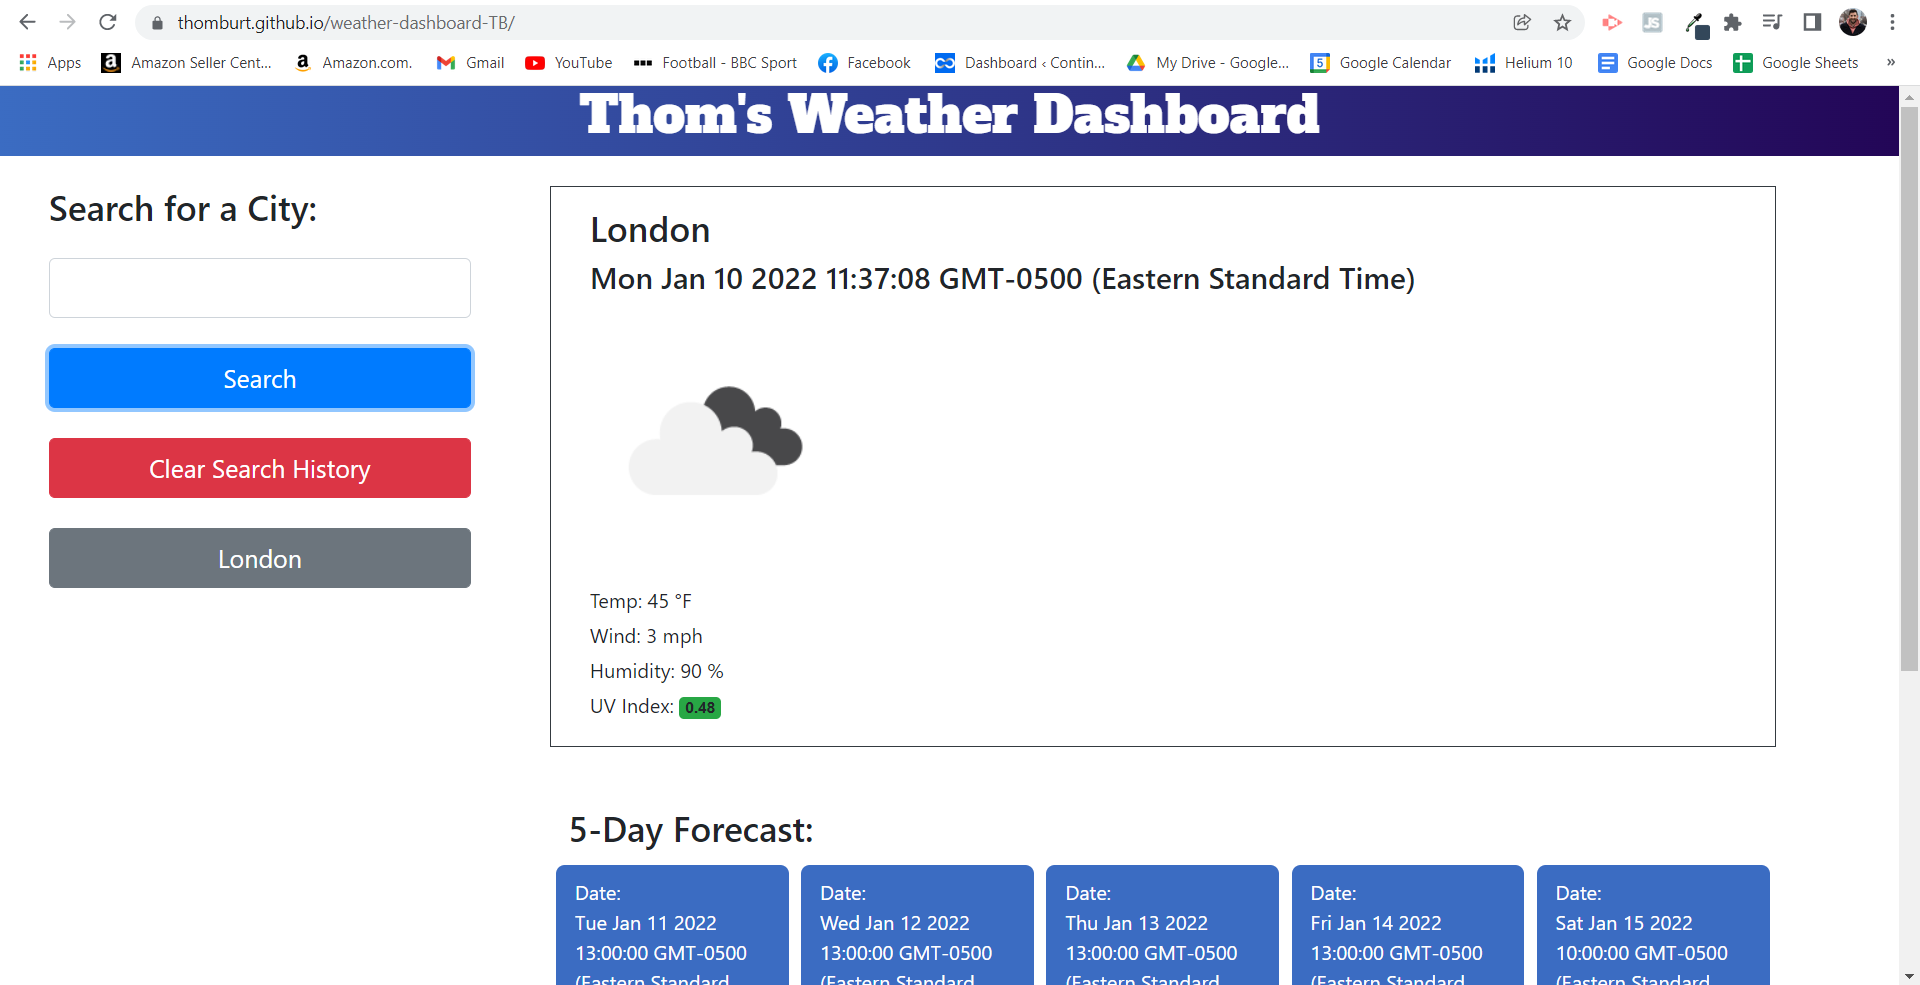 thomburt.github.io/weather-dashboard-TB/
JS
Apps
a
Amazon Seller Cent...
a
Amazon.com.
Gmail
YouTube
Football - BBC Sport
Facebook
Dashboard ‹ Contin...
My Drive - Google...
5
Google Calendar
Helium 10
Google Docs
Google Sheets
»
Thom's Weather Dashboard
Search for a City:
Search
Clear Search History
London
London
Mon Jan 10 2022 11:37:08 GMT-0500 (Eastern Standard Time)
Temp: 45 °F
Wind: 3 mph
Humidity: 90 %
UV Index: 0.48
5-Day Forecast:
Date:
Tue Jan 11 2022
13:00:00 GMT-0500
(Eastern Standard
Date:
Wed Jan 12 2022
13:00:00 GMT-0500
(Eastern Standard
Date:
Thu Jan 13 2022
13:00:00 GMT-0500
(Eastern Standard
Date:
Fri Jan 14 2022
13:00:00 GMT-0500
(Eastern Standard
Date:
Sat Jan 15 2022
10:00:00 GMT-0500
(Eastern Standard